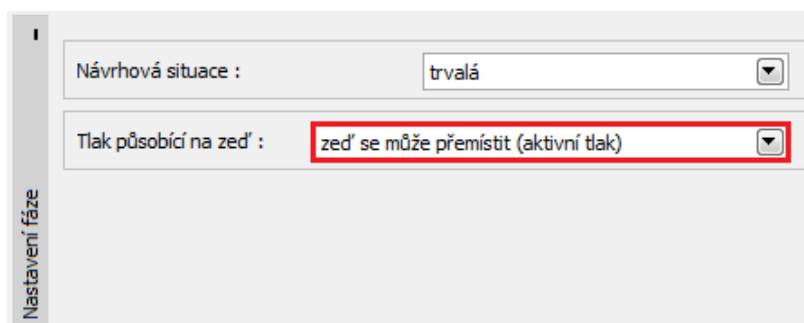 Návrhová situace :
trvalá
Tlak působící na zeď :
zeď se může přemístit (aktivní tlak)
Nastavení fáze